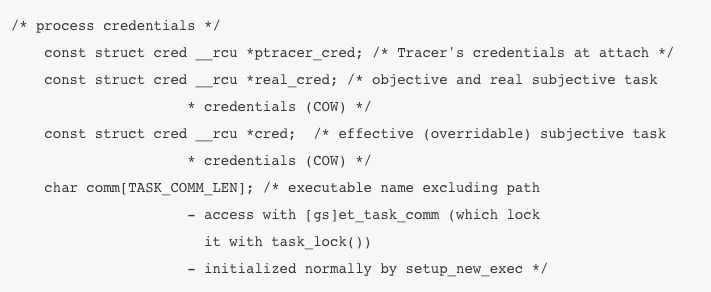 /* process credentials */
    const struct cred __rcu *ptracer_cred; /* Tracer's credentials at attach */
    const struct cred __rcu *real_cred; /* objective and real subjective task
                     * credentials (COW) */
    const struct cred __rcu *cred;  /* effective (overridable) subjective task
                     * credentials (COW) */
    char comm[TASK_COMM_LEN]; /* executable name excluding path
                     - access with [gs]et_task_comm (which lock
                       it with task_lock())
                     - initialized normally by setup_new_exec */